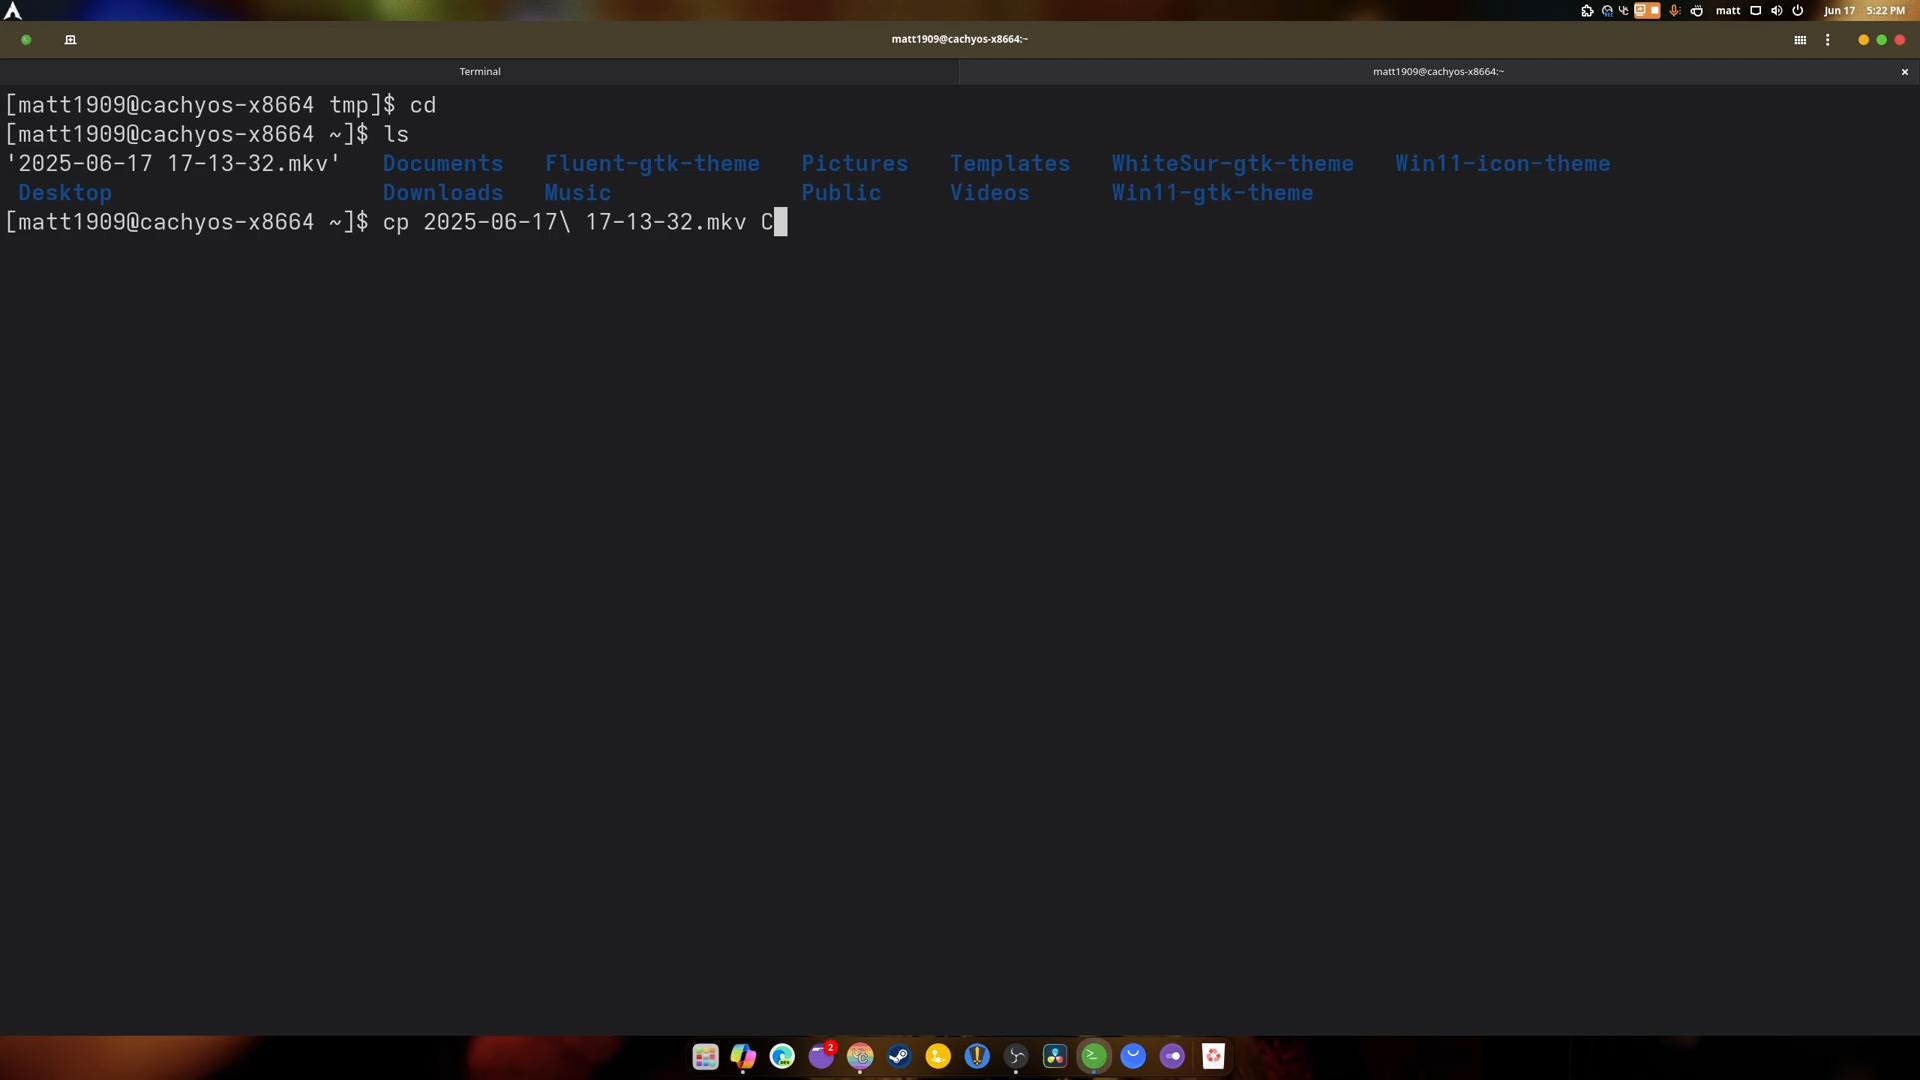 matt Jun 17 5:22 PM
matt1909@cachyos-x8664:~
Terminal matt1909@cachyos-x8664:~
[matt1909@cachyos-x8664 tmp]$ cd
[matt1909@cachyos-x8664 ~]$ ls
'2025-06-17 17-13-32.mkv' Documents Fluent-gtk-theme Pictures Templates WhiteSur-gtk-theme Win11-icon-theme
Desktop Downloads Music Public Videos Win11-gtk-theme
[matt1909@cachyos-x8664 ~]$ cp 2025-06-17\ 17-13-32.mkv C
2